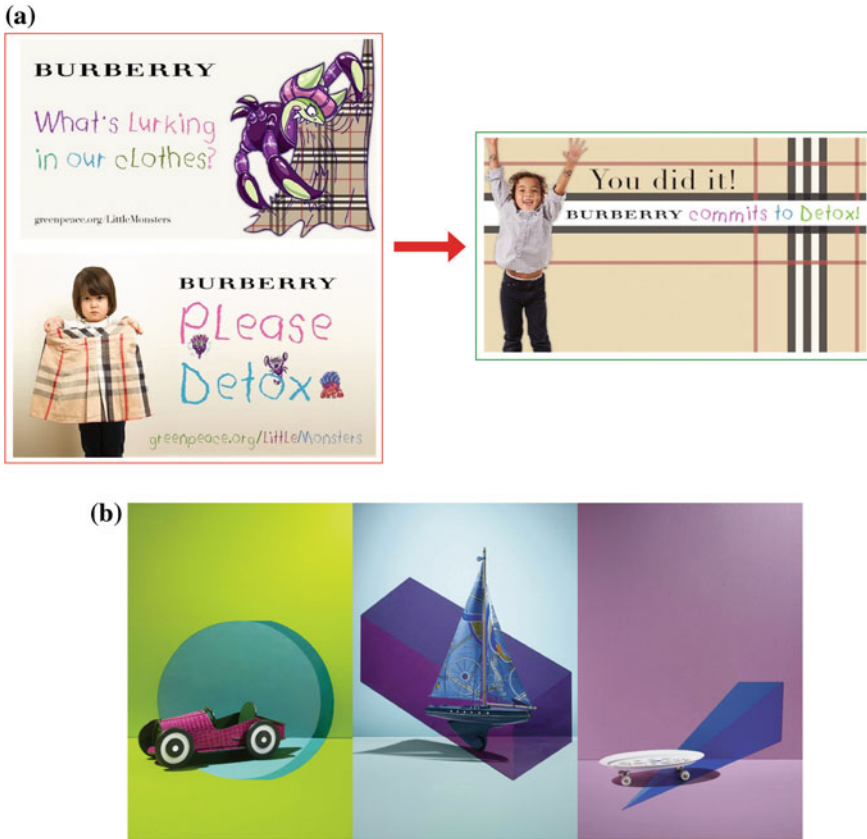 (a)
BURBERRY
What's Lurking
in our cLothes?
greenpeace.org/LittleMonsters
BURBERRY
PLease
Detox
greenpeace.org/LittLeMonsters
You did it!
BURBERRY commits to Detox!
(b)